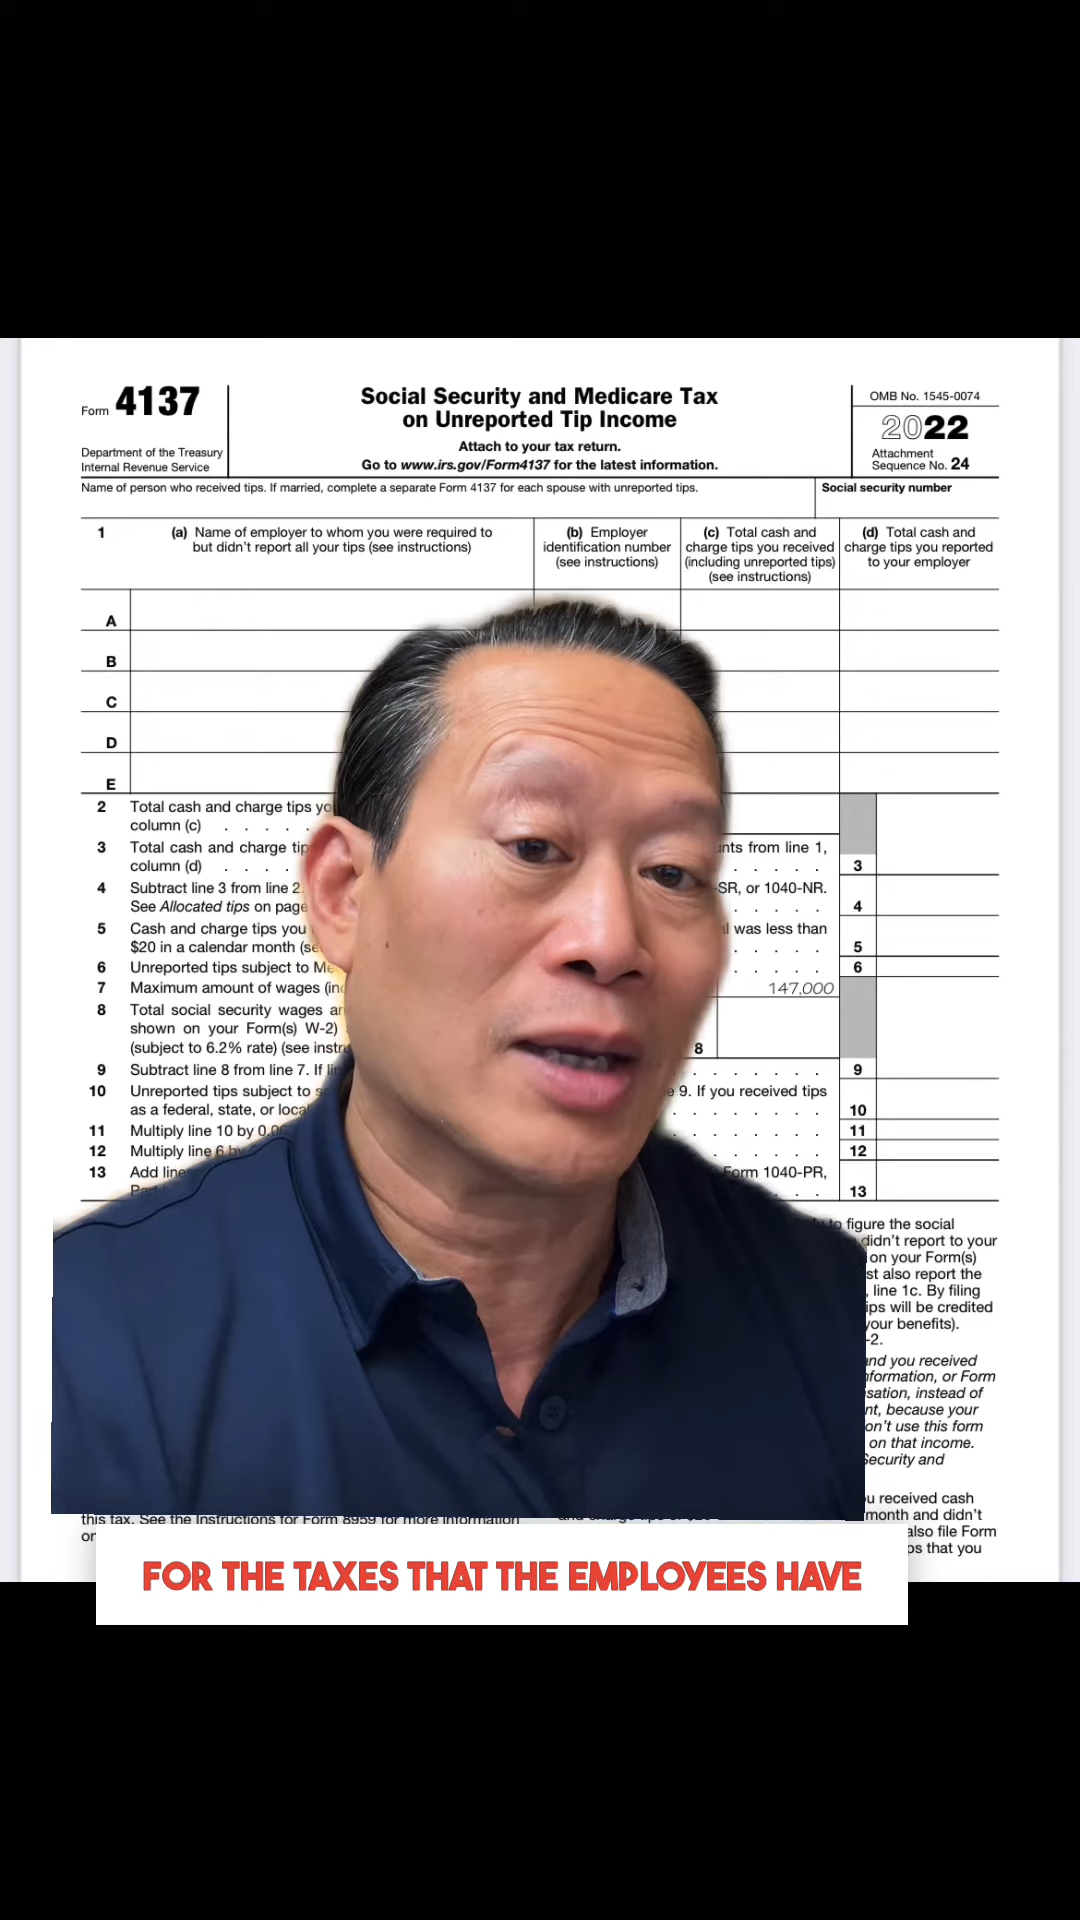 Form 4137
Department of the Treasury
Internal Revenue Service
Social Security and Medicare Tax
on Unreported Tip Income
Attach to your tax return.
Go to www.irs.gov/Form4137 for the latest information.
OMB No. 1545-0074
2022
Attachment
Sequence No. 24
Name of person who received tips. If married, complete a separate Form 4137 for each spouse with unreported tips.
Social security number
1
(a) Name of employer to whom you were required to
but didn't report all your tips (see instructions)
(b) Employer
identification number
(see instructions)
(c) Total cash and
charge tips you received
(including unreported tips)
(see instructions)
(d) Total cash and
charge tips you reported
to your employer
A
B
C
D
E
2 Total cash and charge tips
column (c) . . . . .
3 Total cash and charge from line 1,
column (d) . . . . . . . . . 3
4 Subtract line 3 from line 2. SR, or 1040-NR.
See Allocated tips on page . . . . . 4
5 Cash and charge tips you was less than
$20 in a calendar month . . . . . 5
6 Unreported tips subject to . . . . . 6
7 Maximum amount of wages 147,000
8 Total social security wages
shown on your Form(s) W-2)
(subject to 6.2% rate) 8
9 Subtract line 8 from line 7. If . . . . . . . 9
10 Unreported tips subject to 9. If you received tips
as a federal, state, or . . . . . . . . 10
11 Multiply line 10 by . . . . . . . . 11
12 Multiply line 6 . . . . . . . . 12
13 Add Form 1040-PR,
. . . 13
to figure the social
didn't report to your
on your Form(s)
also report the
, line 1c. By filing
will be credited
your benefits).
-2.
and you received
or Form
instead of
because your
use this form
on that income.
Security and
received cash
month and didn't
also file Form
that you
this tax. See the Instructions for Form 8959 for more information
FOR THE TAXES THAT THE EMPLOYEES HAVE